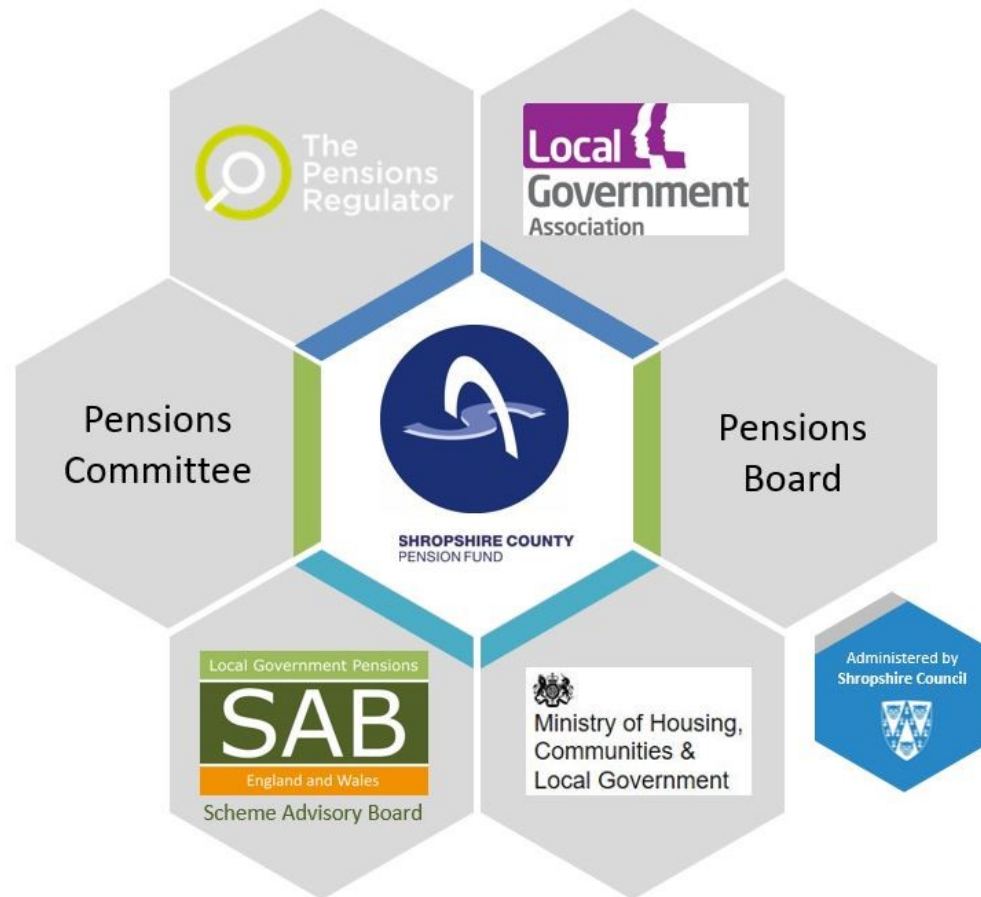 The
Pensions
Regulator
Local
Government
Association
Pensions
Committee
SHROPSHIRE COUNTY
PENSION FUND
Pensions
Board
Local Government Pensions
SAB
England and Wales
Scheme Advisory Board
Ministry of Housing,
Communities &
Local Government
Administered by
Shropshire Council